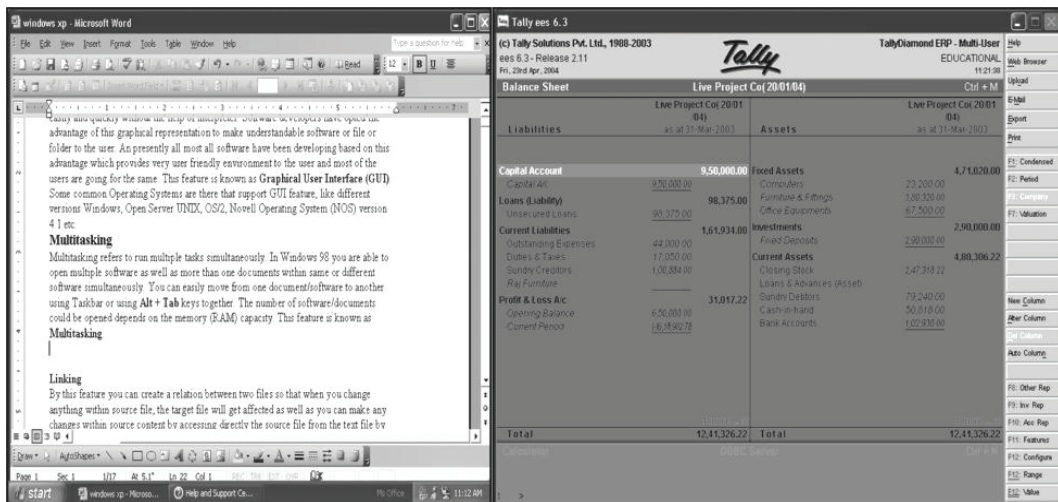 windows xp - Microsoft Word
File Edit View Insert Format Tools Table Window Help
Type a question for help
Read
12
B U
advantage of this graphical representation to make understandable software or file or
folder to the user. An presently all most all software have been developing based on this
advantage which provides very user friendly environment to the user and most of the
users are going for the same. This feature is known as Graphical User Interface (GUI)
Some common Operating Systems are there that support GUI feature, like different
versions Windows, Open Server UNIX, OS/2, Novell Operating System (NOS) version
4.1 etc
Multitasking
Multitasking refers to run multiple tasks simultaneously. In Windows 98 you are able to
open multiple software as well as more than one documents within same or different
software simultaneously. You can easily move from one document/software to another
using Taskbar or using Alt + Tab keys together. The number of software/documents
could be opened depends on the memory (RAM) capacity. This feature is known as
Multitasking
Linking
By this feature you can create a relation between two files so that when you change
anything within source file, the target file will get affected as well as you can make any
changes within source content by accessing directly the source file from the text file by
Draw AutoShapes
Page 1 Sec 1 1/17 At 5.1" Ln 22 Col 1 REC TRK EXT OVR
start windows xp - Microso... Help and Support Ce... Ms Office 11:12 AM
Tally ees 6.3
(c) Tally Solutions Pvt. Ltd., 1988-2003
ees 6.3 - Release 2.11
Fri, 23rd Apr, 2004
Tally
TallyDiamond ERP - Multi-User
EDUCATIONAL
11:21:38
Balance Sheet Live Project Co( 20/01/04) Ctrl + M
Live Project Co( 20/01 Live Project Co( 20/01
/04) /04)
Liabilities as at 31-Mar-2003 Assets as at 31-Mar-2003
Capital Account 9,50,000.00 Fixed Assets 4,71,020.00
Capital A/c 9,50,000.00 Computers 23,200.00
Loans (Liability) 98,375.00 Furniture & Fittings 3,80,320.00
Unsecured Loans 98,375.00 Office Equipments 67,500.00
Current Liabilities 1,61,934.00 Investments 2,90,000.00
Outstanding Expenses 44,000.00 Fixed Deposits 2,90,000.00
Duties & Taxes 17,050.00 Current Assets 4,80,306.22
Sundry Creditors 1,00,884.00 Closing Stock 2,47,318.22
Raj Furniture Loans & Advances (Asset)
Profit & Loss A/c 31,017.22 Sundry Debtors 79,240.00
Opening Balance 6,50,000.00 Cash-in-hand 50,818.00
Current Period Bank Accounts 1,02,930.00
Total 12,41,326.22 Total 12,41,326.22
Calculator ODBC Server Ctrl + N
>
Help
Web Browser
Upload
E-Mail
Export
Print
F1: Condensed
F2: Period
F3: Company
F7: Valuation
New Column
Alter Column
Del Column
Auto Column
F8: Other Rep
F9: Inv Rep
F10: Acc Rep
F11: Features
F12: Configure
F12: Range
F12: Value